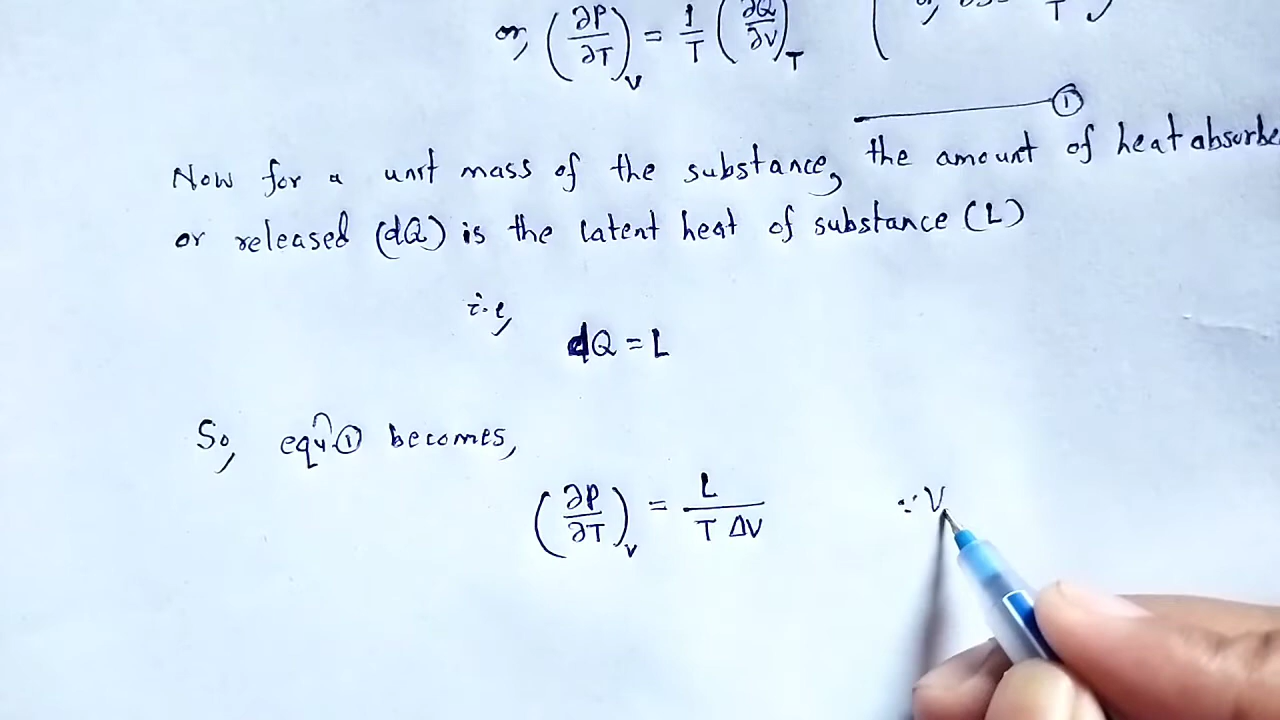 or, (∂P/∂T)_V = 1/T (∂Q/∂V)_T
①
Now for a unit mass of the substance, the amount of heat absorbe
or released (dQ) is the latent heat of substance (L)
i.e,
dQ = L
So, eqn ① becomes,
(∂P/∂T)_V = L / T ΔV ∵ V